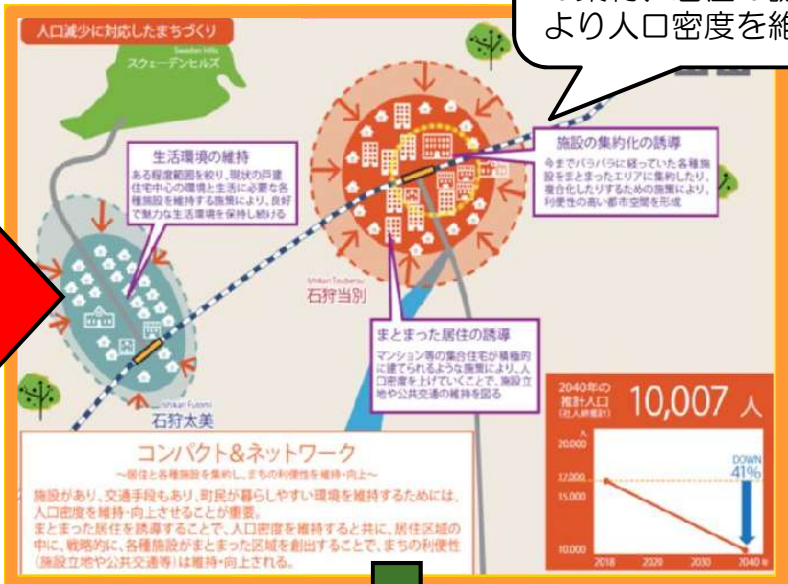 より人口密度を維
人口減少に対応したまちづくり
Sweden Hills
スウェーデンヒルズ
生活環境の維持
ある程度範囲を絞り、現状の戸建
住宅中心の環境と生活に必要な各
種施設を維持する施策により、良好
で魅力な生活環境を保持し続ける
施設の集約化の誘導
今までバラバラに経っていた各種施
設をまとまったエリアに集約したり、
複合化したりするための施策により、
利便性の高い都市空間を形成
Ishikari Toubetsu
石狩当別
まとまった居住の誘導
マンション等の集合住宅が積極的
に建てられるような施策により、人
口密度を上げていくことで、施設立
地や公共交通の維持を図る
Ishikari Futomi
石狩太美
コンパクト&ネットワーク
~居住と各種施設を集約し、まちの利便性を維持・向上~
施設があり、交通手段もあり、町民が暮らしやすい環境を維持するためには、
人口密度を維持・向上させることが重要。
まとまった居住を誘導することで、人口密度を維持すると共に、居住区域の
中に、戦略的に、各種施設がまとまった区域を創出することで、まちの利便性
(施設立地や公共交通等)は維持・向上される。
2040年の
推計人口
(社人研推計)
10,007 人
人
20,000
17,000
15,000
10,000
DOWN
41%
2018 2020 2030 2040 年